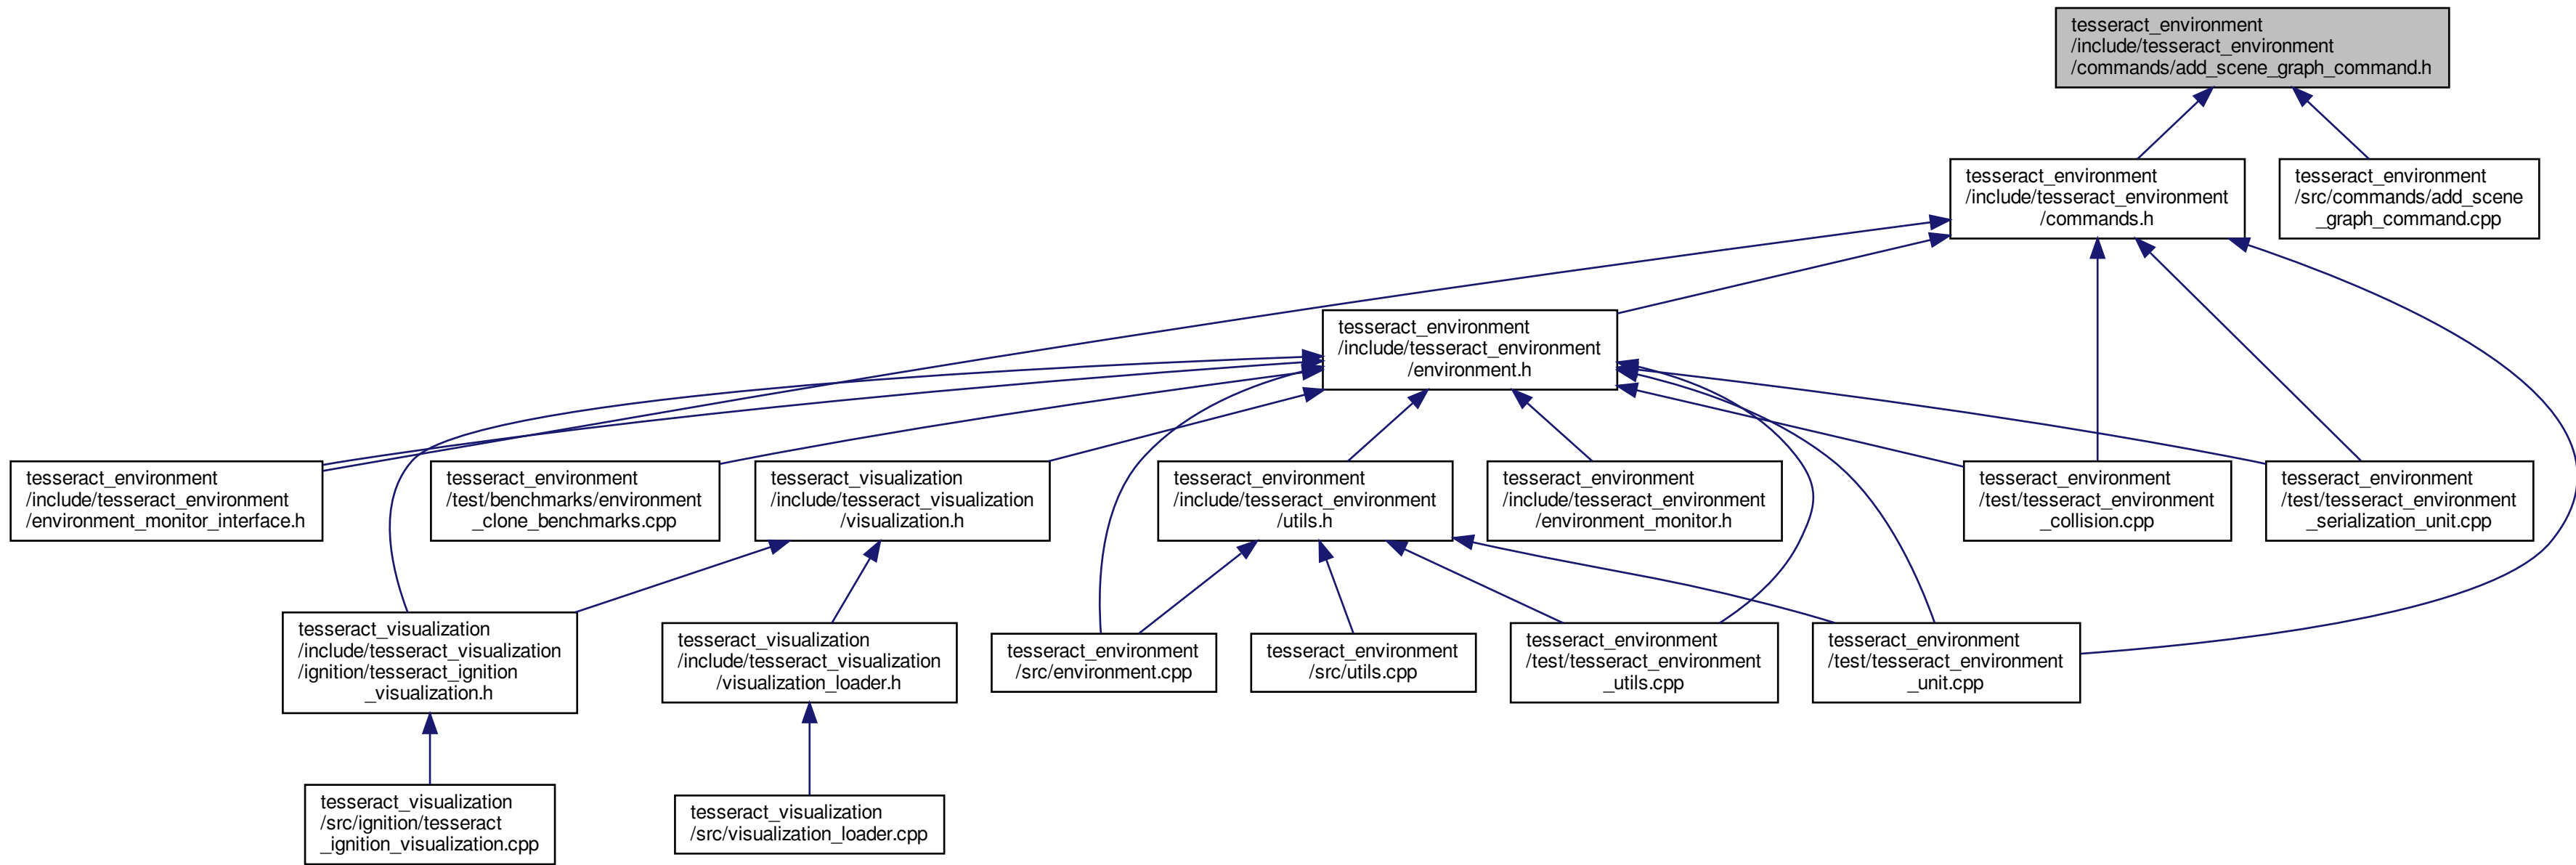 tesseract_environment
/include/tesseract_environment
/commands/add_scene_graph_command.h
tesseract_environment
/include/tesseract_environment
/commands.h
tesseract_environment
/src/commands/add_scene
_graph_command.cpp
tesseract_environment
/include/tesseract_environment
/environment.h
tesseract_environment
/include/tesseract_environment
/environment_monitor_interface.h
tesseract_environment
/test/benchmarks/environment
_clone_benchmarks.cpp
tesseract_visualization
/include/tesseract_visualization
/visualization.h
tesseract_environment
/include/tesseract_environment
/utils.h
tesseract_environment
/include/tesseract_environment
/environment_monitor.h
tesseract_environment
/test/tesseract_environment
_collision.cpp
tesseract_environment
/test/tesseract_environment
_serialization_unit.cpp
tesseract_visualization
/include/tesseract_visualization
/ignition/tesseract_ignition
_visualization.h
tesseract_visualization
/include/tesseract_visualization
/visualization_loader.h
tesseract_environment
/src/environment.cpp
tesseract_environment
/src/utils.cpp
tesseract_environment
/test/tesseract_environment
_utils.cpp
tesseract_environment
/test/tesseract_environment
_unit.cpp
tesseract_visualization
/src/ignition/tesseract
_ignition_visualization.cpp
tesseract_visualization
/src/visualization_loader.cpp